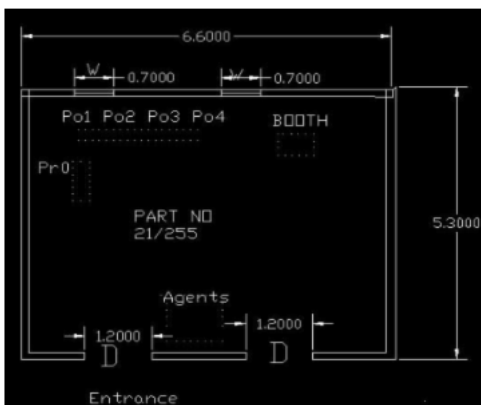 6.6000
W 0.7000 W 0.7000
Po1 Po2 Po3 Po4 BOOTH
Pr0
PART NO
21/255
5.3000
Agents
1.2000 1.2000
D D
Entrance